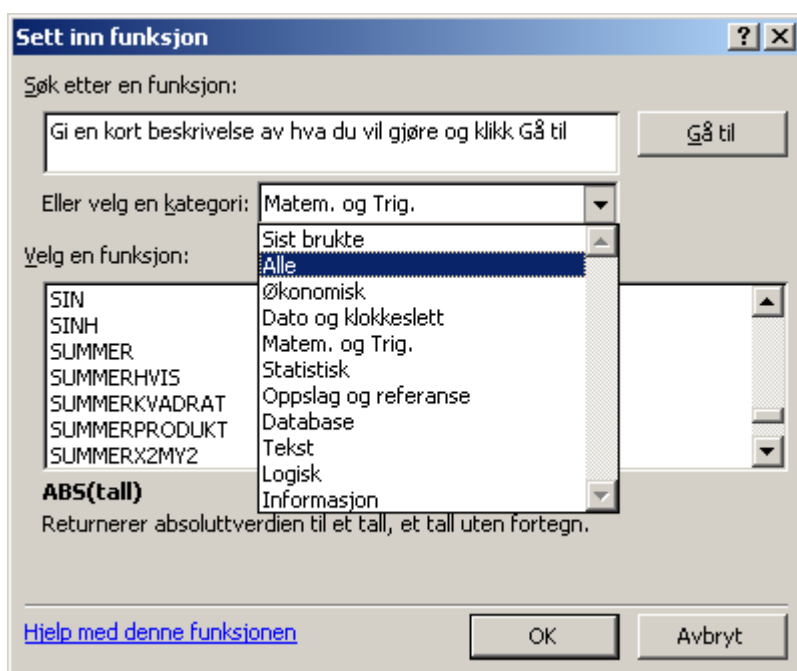 Sett inn funksjon
Søk etter en funksjon:
Gi en kort beskrivelse av hva du vil gjøre og klikk Gå til
Gå til
Eller velg en kategori:
Matem. og Trig.
Sist brukte
Alle
Økonomisk
Dato og klokkeslett
Matem. og Trig.
Statistisk
Oppslag og referanse
Database
Tekst
Logisk
Informasjon
Velg en funksjon:
SIN
SINH
SUMMER
SUMMERHVIS
SUMMERKVADRAT
SUMMERPRODUKT
SUMMERX2MY2
ABS(tall)
Returnerer absoluttverdien til et tall, et tall uten fortegn.
Hjelp med denne funksjonen
OK
Avbryt